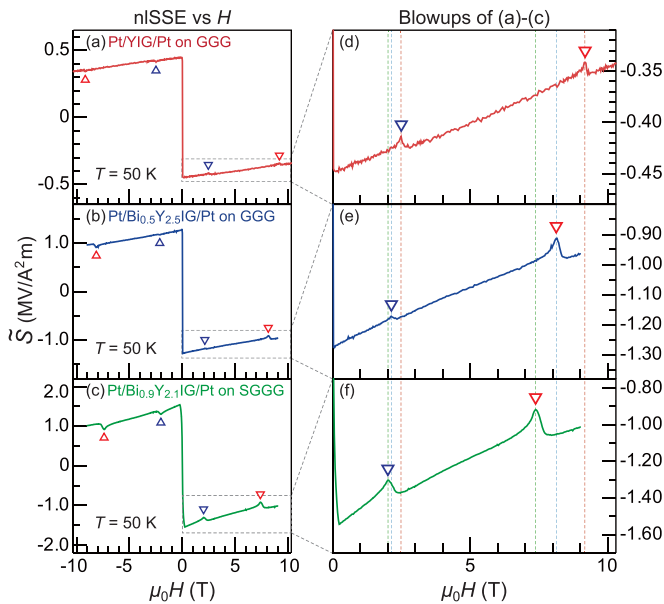 nlSSE vs H
Blowups of (a)-(c)
(a) Pt/YIG/Pt on GGG
0.5
0
-0.5
T = 50 K
(d)
-0.35
-0.40
-0.45
(b) Pt/Bi0.5Y2.5IG/Pt on GGG
1.0
0
-1.0
T = 50 K
(e)
-0.90
-1.00
-1.10
-1.20
-1.30
(c) Pt/Bi0.9Y2.1IG/Pt on SGGG
2.0
1.0
0
-1.0
-2.0
T = 50 K
(f)
-0.80
-1.00
-1.20
-1.40
-1.60
S̃ (MV/A²m)
-10 -5 0 5 10
0 5 10
μ0H (T)
μ0H (T)